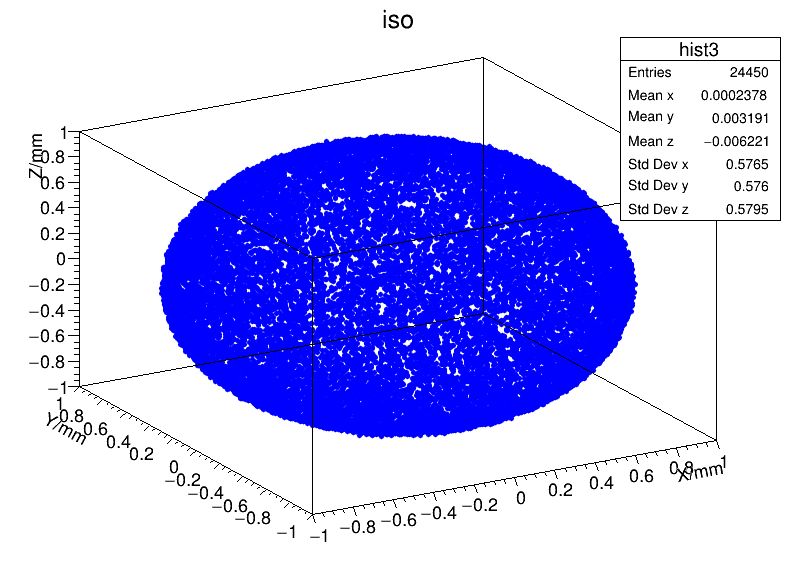 iso
hist3
Entries 24450
Mean x 0.0002378
Mean y 0.003191
Mean z −0.006221
Std Dev x 0.5765
Std Dev y 0.576
Std Dev z 0.5795
Z/mm
1
0.8
0.6
0.4
0.2
0
−0.2
−0.4
−0.6
−0.8
−1
Y/mm
1
0.8
0.6
0.4
0.2
0
−0.2
−0.4
−0.6
−0.8
−1
−1
−0.8
−0.6
−0.4
−0.2
0
0.2
0.4
0.6
0.8
1
X/mm